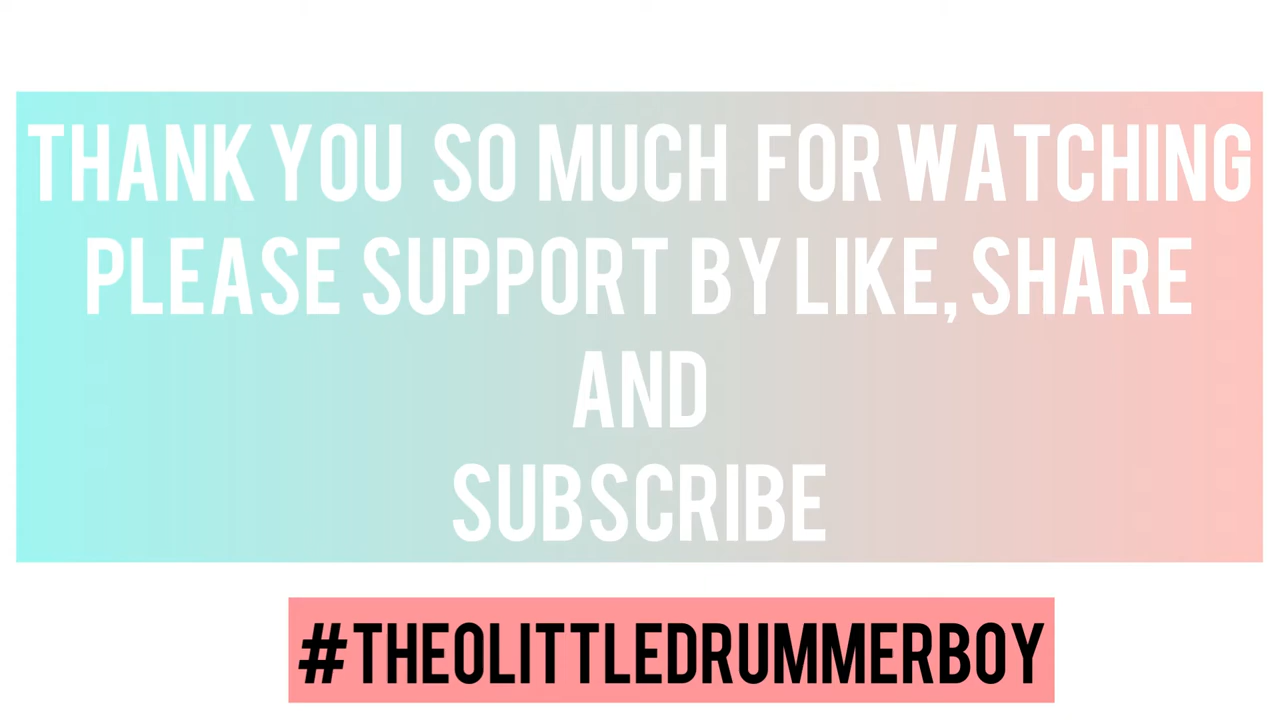 THANK YOU SO MUCH FOR WATCHING
PLEASE SUPPORT BY LIKE, SHARE
AND
SUBSCRIBE
#THEOLITTLEDRUMMERBOY